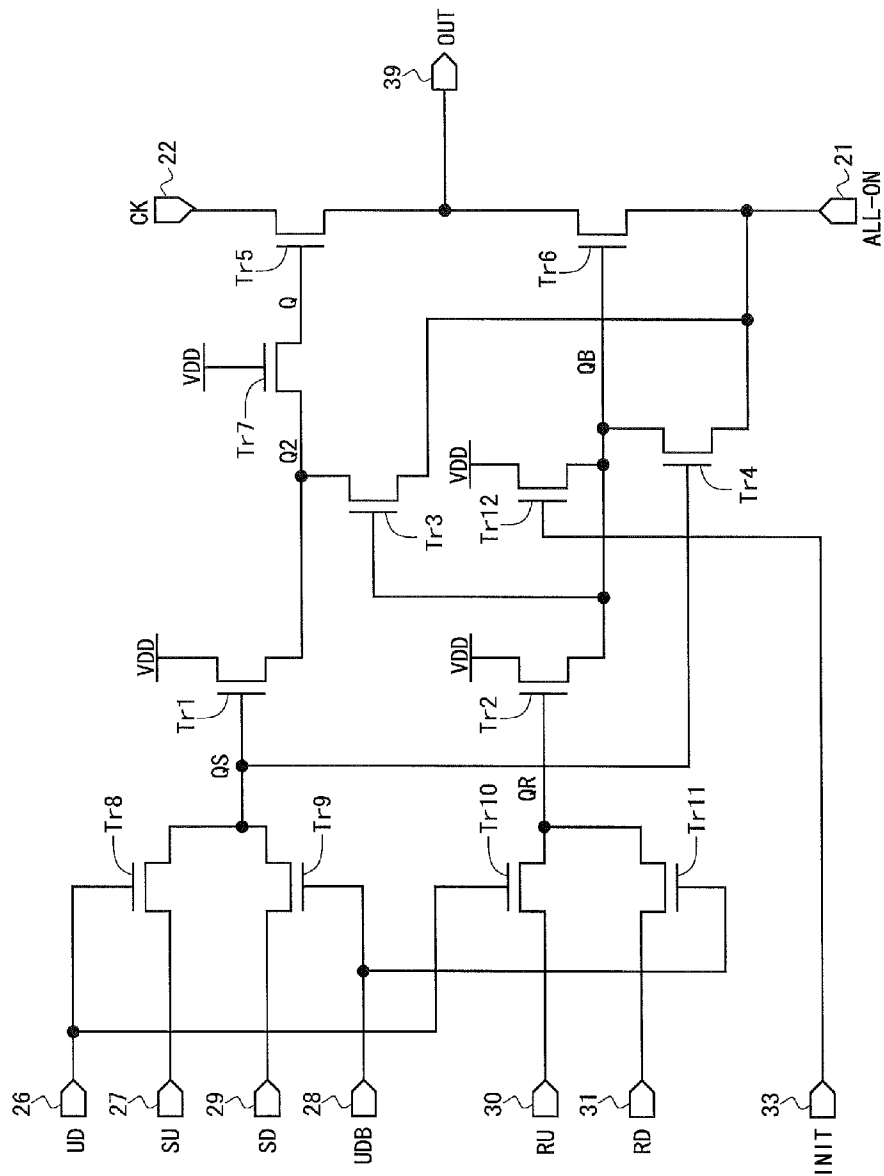 CK
22
Tr5
39
OUT
Tr6
21
ALL-ON
Q
VDD
Tr7
Q2
QB
Tr3
VDD
Tr12
Tr4
VDD
Tr1
VDD
Tr2
QS
QR
Tr8
Tr9
Tr10
Tr11
26
UD
27
SU
29
SD
28
UDB
30
RU
31
RD
33
INIT